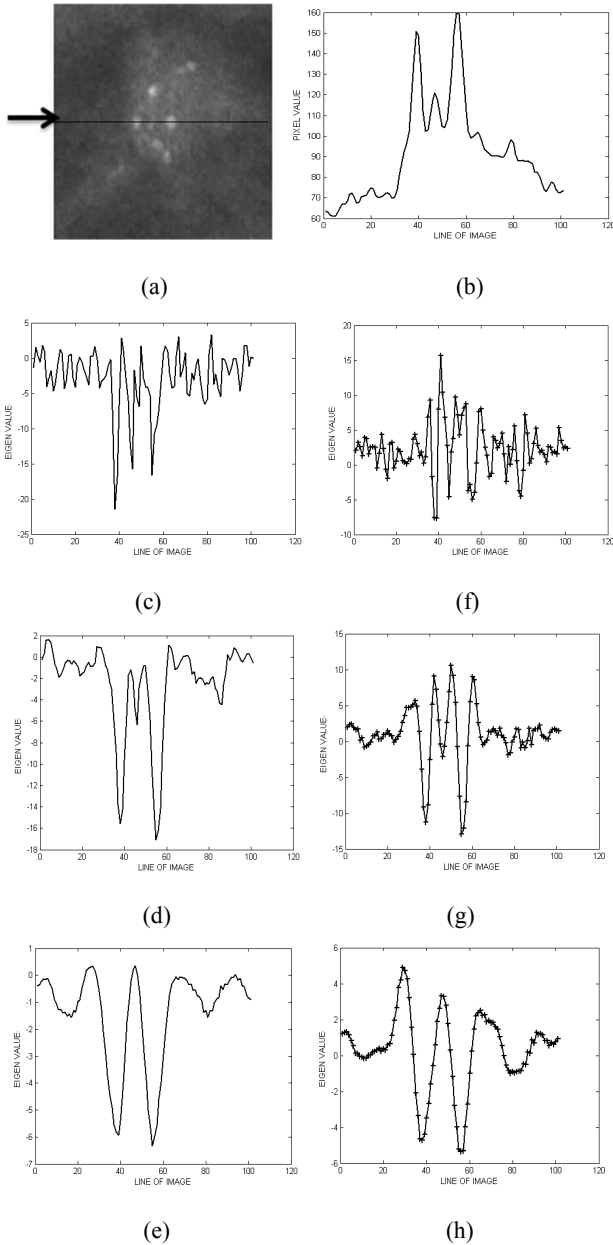 160
150
140
130
120
110
100
90
80
70
60
PIXEL VALUE
0 20 40 60 80 100 120
LINE OF IMAGE
(a)
(b)
5
0
-5
-10
-15
-20
-25
EIGEN VALUE
0 20 40 60 80 100 120
LINE OF IMAGE
20
15
10
5
0
-5
-10
EIGEN VALUE
0 20 40 60 80 100 120
LINE OF IMAGE
(c)
(f)
2
0
-2
-4
-6
-8
-10
-12
-14
-16
-18
EIGEN VALUE
0 20 40 60 80 100 120
LINE OF IMAGE
15
10
5
0
-5
-10
-15
EIGEN VALUE
0 20 40 60 80 100 120
LINE OF IMAGE
(d)
(g)
1
0
-1
-2
-3
-4
-5
-6
-7
EIGEN VALUE
0 20 40 60 80 100 120
LINE OF IMAGE
6
4
2
0
-2
-4
-6
EIGEN VALUE
0 20 40 60 80 100 120
LINE OF IMAGE
(e)
(h)